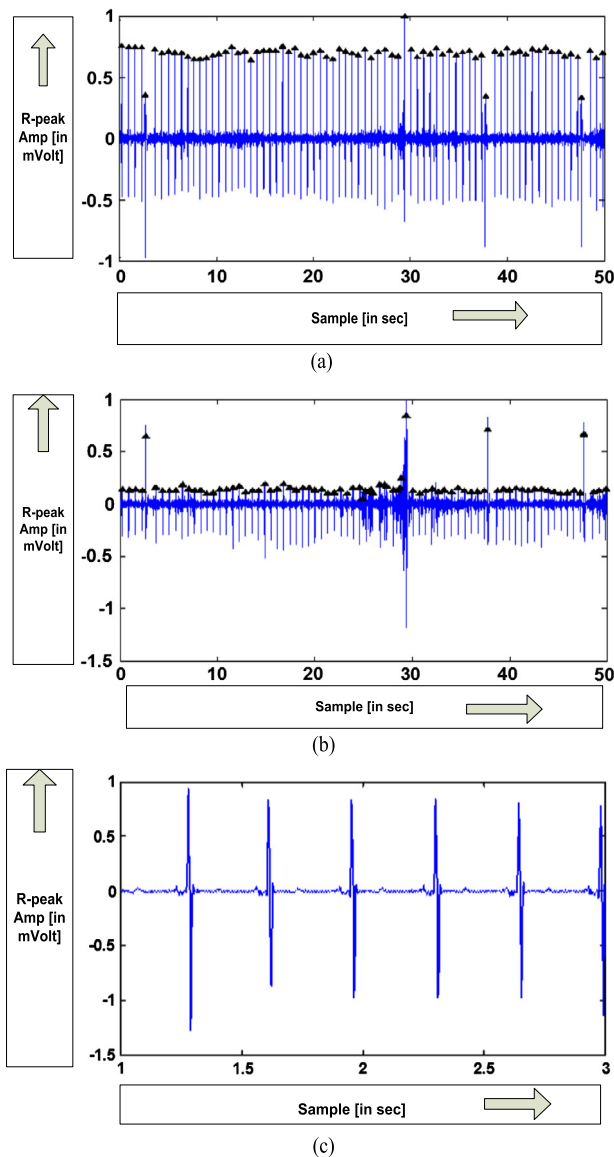 1
0.5
0
-0.5
-1
R-peak
Amp [in
mVolt]
0 10 20 30 40 50
Sample [in sec]
(a)
1
0.5
0
-0.5
-1
-1.5
R-peak
Amp [in
mVolt]
0 10 20 30 40 50
Sample [in sec]
(b)
1
0.5
0
-0.5
-1
-1.5
R-peak
Amp [in
mVolt]
1 1.5 2 2.5 3
Sample [in sec]
(c)